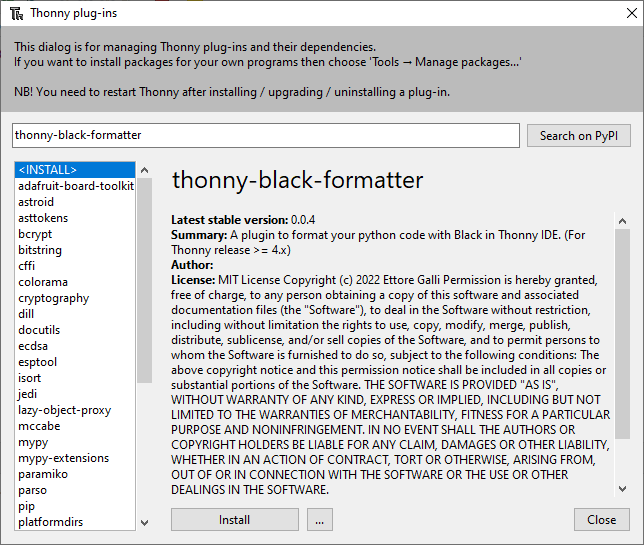 Thonny plug-ins
This dialog is for managing Thonny plug-ins and their dependencies.
If you want to install packages for your own programs then choose 'Tools → Manage packages...'
NB! You need to restart Thonny after installing / upgrading / uninstalling a plug-in.
thonny-black-formatter
Search on PyPI
<INSTALL>
adafruit-board-toolkit
astroid
asttokens
bcrypt
bitstring
cffi
colorama
cryptography
dill
docutils
ecdsa
esptool
isort
jedi
lazy-object-proxy
mccabe
mypy
mypy-extensions
paramiko
parso
pip
platformdirs
thonny-black-formatter
Latest stable version: 0.0.4
Summary: A plugin to format your python code with Black in Thonny IDE. (For
Thonny release >= 4.x)
Author:
License: MIT License Copyright (c) 2022 Ettore Galli Permission is hereby granted,
free of charge, to any person obtaining a copy of this software and associated
documentation files (the "Software"), to deal in the Software without restriction,
including without limitation the rights to use, copy, modify, merge, publish,
distribute, sublicense, and/or sell copies of the Software, and to permit persons to
whom the Software is furnished to do so, subject to the following conditions: The
above copyright notice and this permission notice shall be included in all copies or
substantial portions of the Software. THE SOFTWARE IS PROVIDED "AS IS",
WITHOUT WARRANTY OF ANY KIND, EXPRESS OR IMPLIED, INCLUDING BUT NOT
LIMITED TO THE WARRANTIES OF MERCHANTABILITY, FITNESS FOR A PARTICULAR
PURPOSE AND NONINFRINGEMENT. IN NO EVENT SHALL THE AUTHORS OR
COPYRIGHT HOLDERS BE LIABLE FOR ANY CLAIM, DAMAGES OR OTHER LIABILITY,
WHETHER IN AN ACTION OF CONTRACT, TORT OR OTHERWISE, ARISING FROM,
OUT OF OR IN CONNECTION WITH THE SOFTWARE OR THE USE OR OTHER
DEALINGS IN THE SOFTWARE.
Install
...
Close